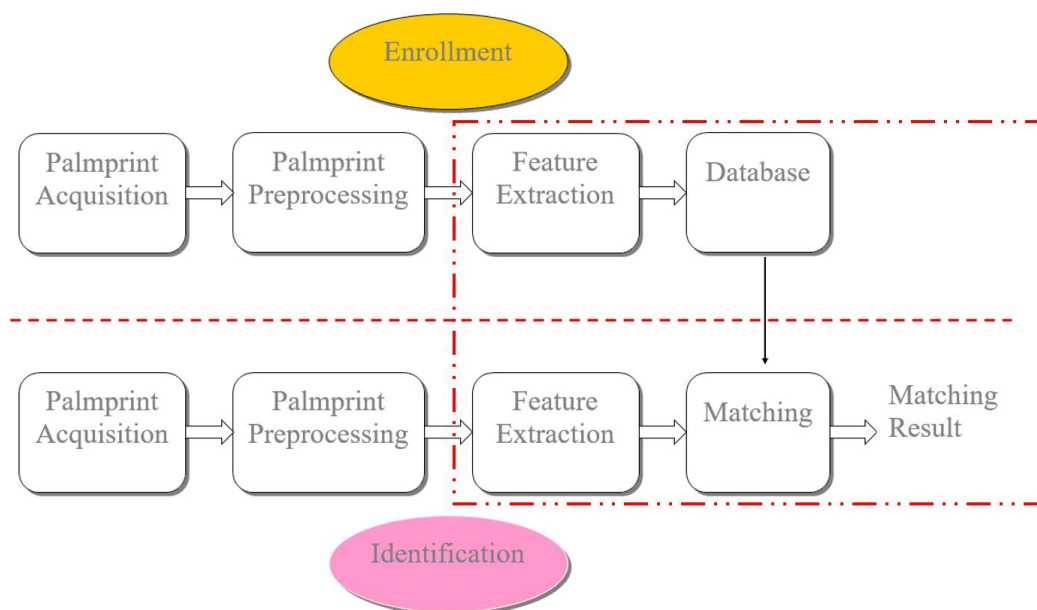 Enrollment
Palmprint
Acquisition
Palmprint
Preprocessing
Feature
Extraction
Database
Palmprint
Acquisition
Palmprint
Preprocessing
Feature
Extraction
Matching
Matching
Result
Identification